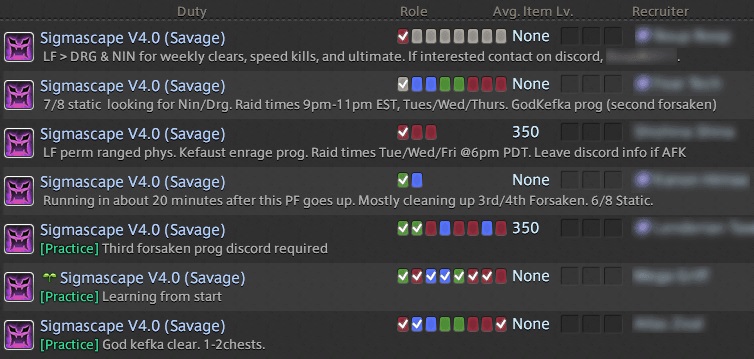 Duty Role Avg. Item Lv. Recruiter
Sigmascape V4.0 (Savage) None
LF > DRG & NIN for weekly clears, speed kills, and ultimate. If interested contact on discord, .
Sigmascape V4.0 (Savage) None
7/8 static looking for Nin/Drg. Raid times 9pm-11pm EST, Tues/Wed/Thurs. GodKefka prog (second forsaken)
Sigmascape V4.0 (Savage) 350
LF perm ranged phys. Kefaust enrage prog. Raid times Tue/Wed/Fri @6pm PDT. Leave discord info if AFK
Sigmascape V4.0 (Savage) None
Running in about 20 minutes after this PF goes up. Mostly cleaning up 3rd/4th Forsaken. 6/8 Static.
Sigmascape V4.0 (Savage) 350
[Practice] Third forsaken prog discord required
Sigmascape V4.0 (Savage) None
[Practice] Learning from start
Sigmascape V4.0 (Savage) None
[Practice] God kefka clear. 1-2chests.